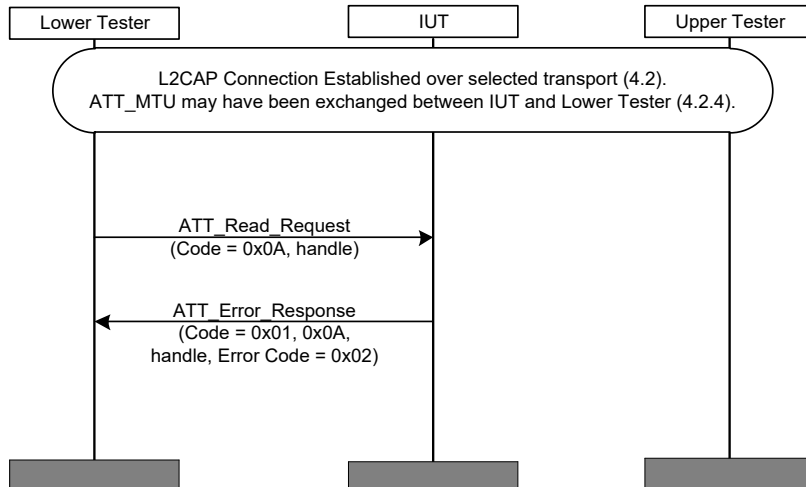 Lower Tester
IUT
Upper Tester
L2CAP Connection Established over selected transport (4.2).
ATT_MTU may have been exchanged between IUT and Lower Tester (4.2.4).
ATT_Read_Request
(Code = 0x0A, handle)
ATT_Error_Response
(Code = 0x01, 0x0A,
handle, Error Code = 0x02)